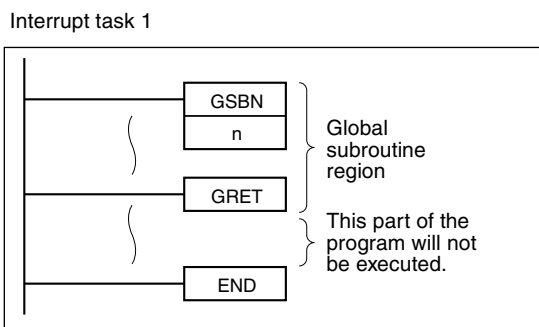 Interrupt task 1
GSBN
n
Global
subroutine
region
GRET
This part of the
program will not
be executed.
END